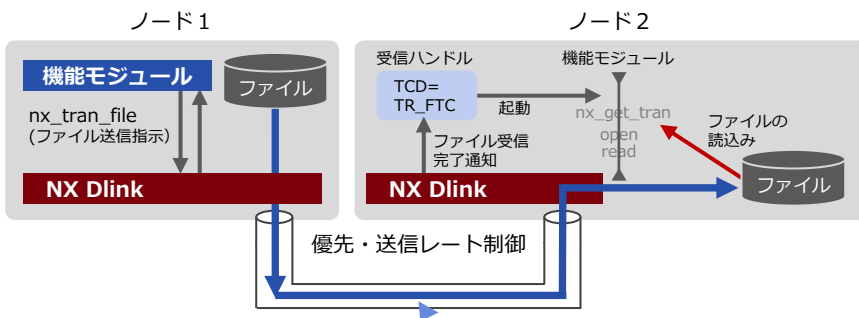 ノード1
ノード2
機能モジュール
ファイル
nx_tran_file
(ファイル送信指示)
NX Dlink
受信ハンドル
TCD=
TR_FTC
起動
機能モジュール
nx_get_tran
open
read
ファイル受信
完了通知
ファイルの
読込み
ファイル
NX Dlink
優先・送信レート制御